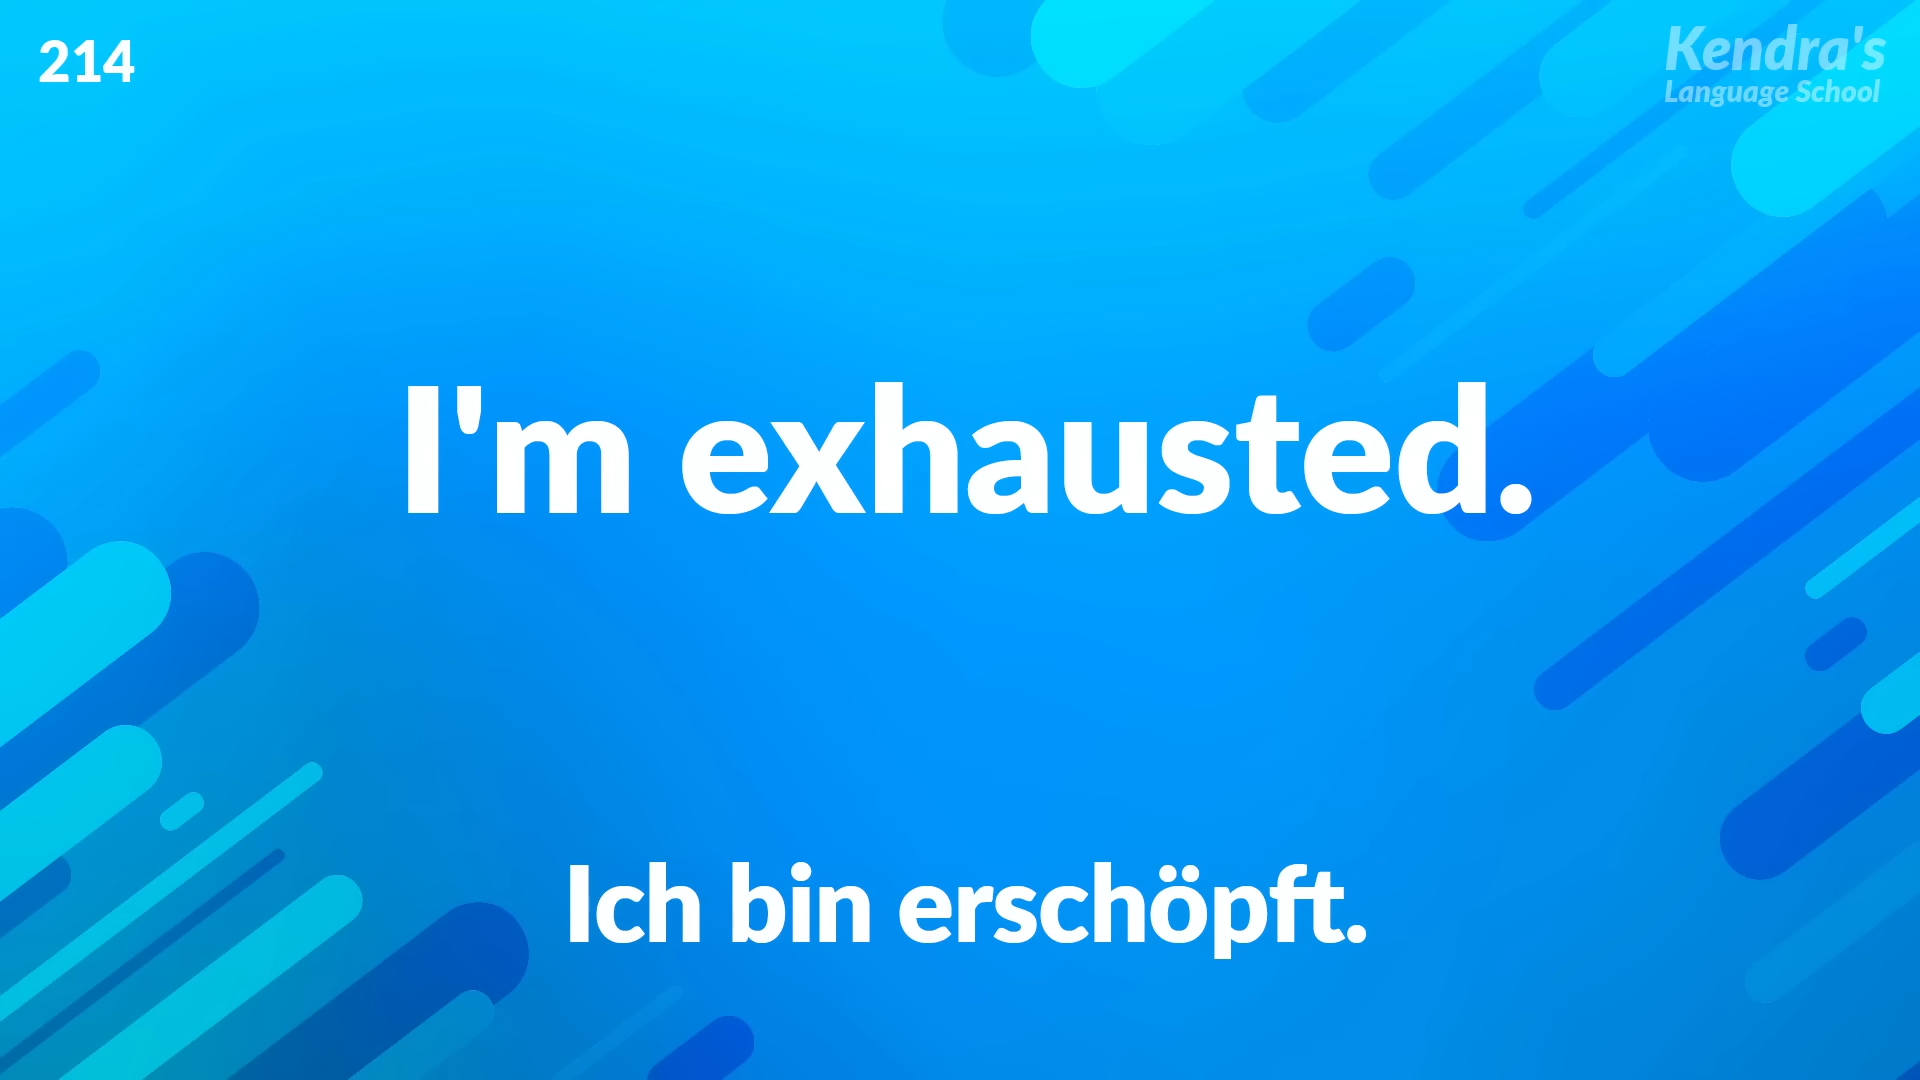 214
Kendra's
Language School
I'm exhausted.
Ich bin erschöpft.